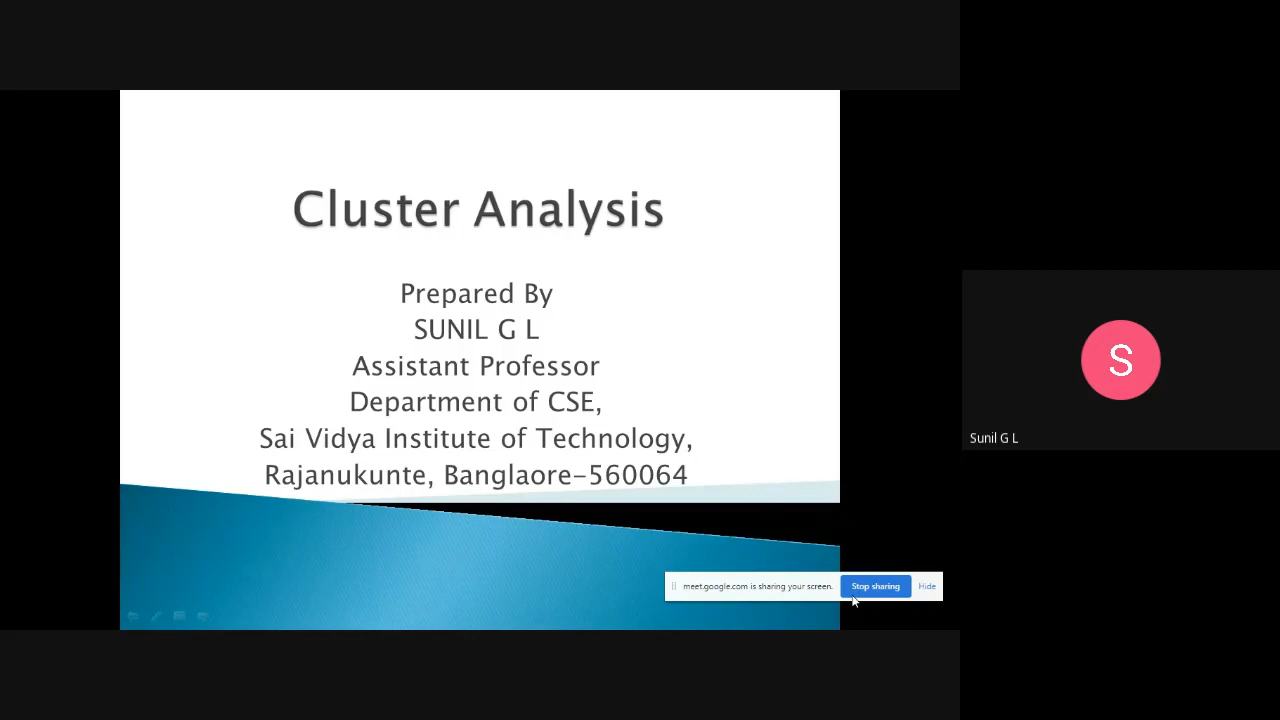 Cluster Analysis
Prepared By
SUNIL G L
Assistant Professor
Department of CSE,
Sai Vidya Institute of Technology,
Rajanukunte, Banglaore-560064
meet.google.com is sharing your screen. Stop sharing Hide
S
Sunil G L